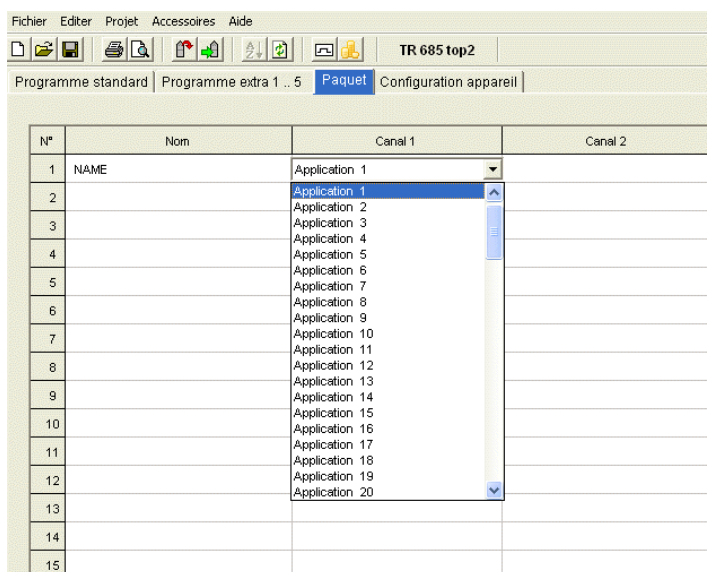 Fichier Editer Projet Accessoires Aide
TR 685 top2
Programme standard Programme extra 1 .. 5 Paquet Configuration appareil
N° Nom Canal 1 Canal 2
1 NAME Application 1
2
3
4
5
6
7
8
9
10
11
12
13
14
15
Application 1
Application 2
Application 3
Application 4
Application 5
Application 6
Application 7
Application 8
Application 9
Application 10
Application 11
Application 12
Application 13
Application 14
Application 15
Application 16
Application 17
Application 18
Application 19
Application 20